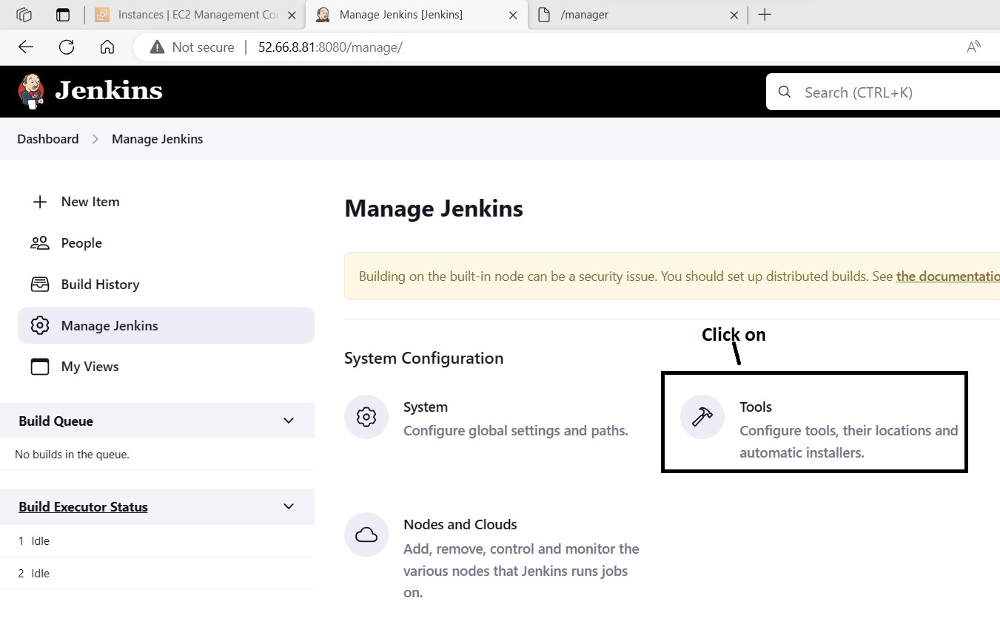 Instances | EC2 Management Cor
Manage Jenkins [Jenkins]
/manager
Not secure
52.66.8.81:8080/manage/
Jenkins
Search (CTRL+K)
Dashboard
Manage Jenkins
New Item
People
Build History
Manage Jenkins
My Views
Build Queue
No builds in the queue.
Build Executor Status
1 Idle
2 Idle
Manage Jenkins
Building on the built-in node can be a security issue. You should set up distributed builds. See the documentatio
Click on
System Configuration
System
Configure global settings and paths.
Tools
Configure tools, their locations and
automatic installers.
Nodes and Clouds
Add, remove, control and monitor the
various nodes that Jenkins runs jobs
on.